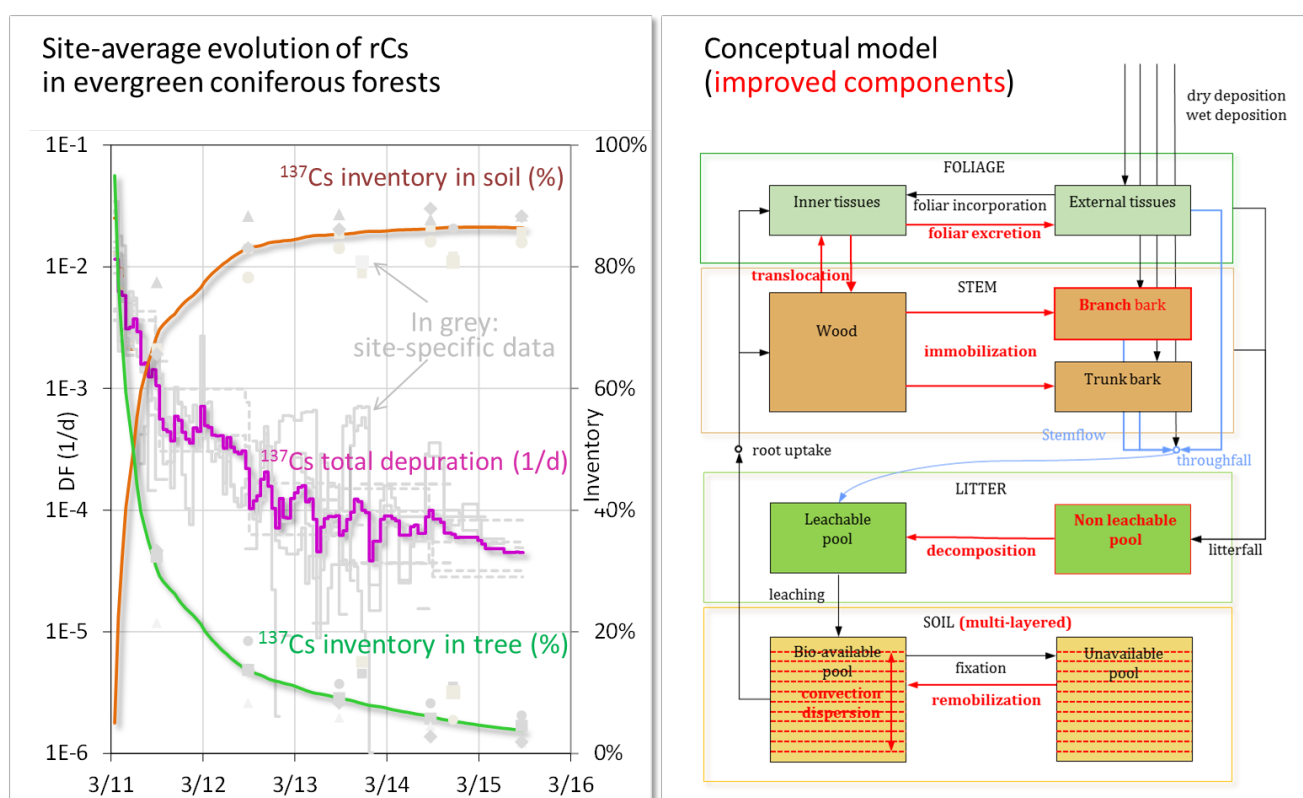 Site-average evolution of rCs
in evergreen coniferous forests
1E-1
1E-2
1E-3
1E-4
1E-5
1E-6
DF (1/d)
137Cs inventory in soil (%)
In grey:
site-specific data
137Cs total depuration (1/d)
137Cs inventory in tree (%)
100%
80%
60%
40%
20%
0%
Inventory
3/11 3/12 3/13 3/14 3/15 3/16
Conceptual model
(improved components)
dry deposition
wet deposition
FOLIAGE
Inner tissues
foliar incorporation
External tissues
foliar excretion
translocation
STEM
Wood
Branch bark
immobilization
Trunk bark
Stemflow
root uptake
throughfall
LITTER
Leachable
pool
Non leachable
pool
decomposition
litterfall
leaching
SOIL (multi-layered)
Bio-available
pool
fixation
Unavailable
pool
convection
dispersion
remobilization